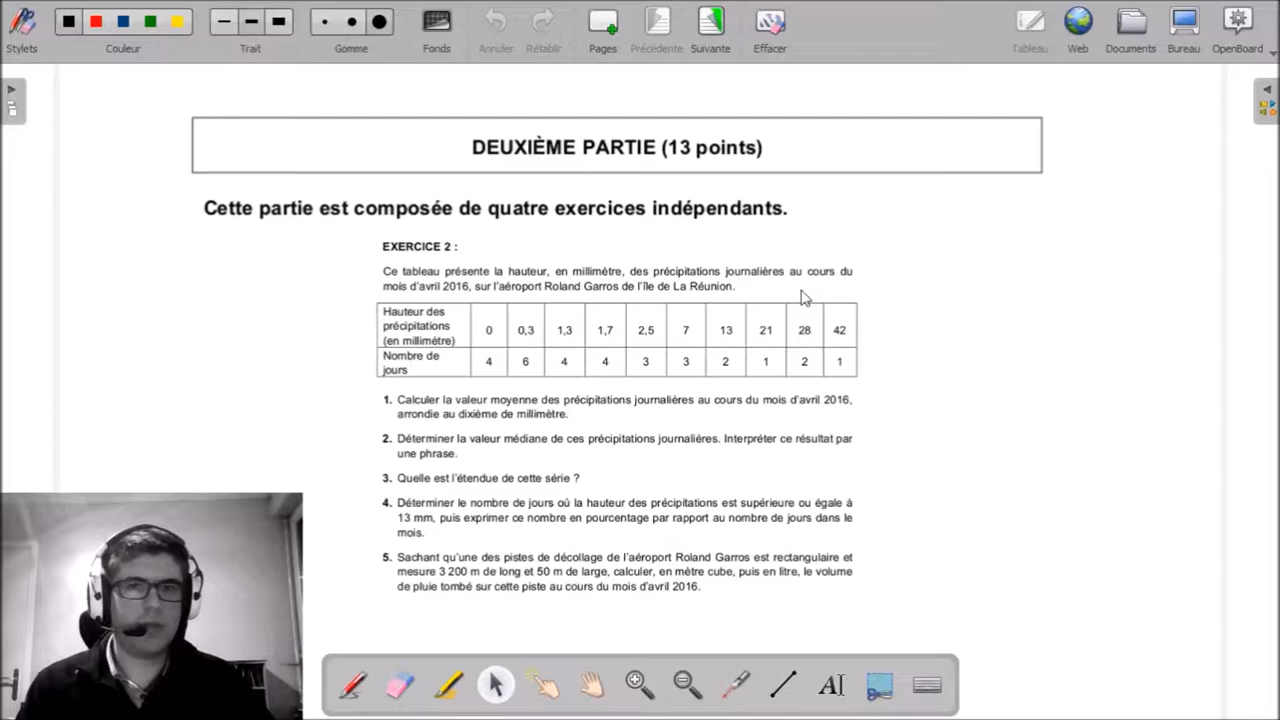 Stylets Couleur Trait Gomme Fonds Annuler Rétablir Pages Précédente Suivante Effacer Tableau Web Documents Bureau OpenBoard
DEUXIÈME PARTIE (13 points)
Cette partie est composée de quatre exercices indépendants.
EXERCICE 2 :
Ce tableau présente la hauteur, en millimètre, des précipitations journalières au cours du
mois d'avril 2016, sur l'aéroport Roland Garros de l'île de La Réunion.
Hauteur des
précipitations
(en millimètre)
0 0,3 1,3 1,7 2,5 7 13 21 28 42
Nombre de
jours
4 6 4 4 3 3 2 1 2 1
1. Calculer la valeur moyenne des précipitations journalières au cours du mois d'avril 2016,
arrondie au dixième de millimètre.
2. Déterminer la valeur médiane de ces précipitations journalières. Interpréter ce résultat par
une phrase.
3. Quelle est l'étendue de cette série ?
4. Déterminer le nombre de jours où la hauteur des précipitations est supérieure ou égale à
13 mm, puis exprimer ce nombre en pourcentage par rapport au nombre de jours dans le
mois.
5. Sachant qu'une des pistes de décollage de l'aéroport Roland Garros est rectangulaire et
mesure 3 200 m de long et 50 m de large, calculer, en mètre cube, puis en litre, le volume
de pluie tombé sur cette piste au cours du mois d'avril 2016.
AI